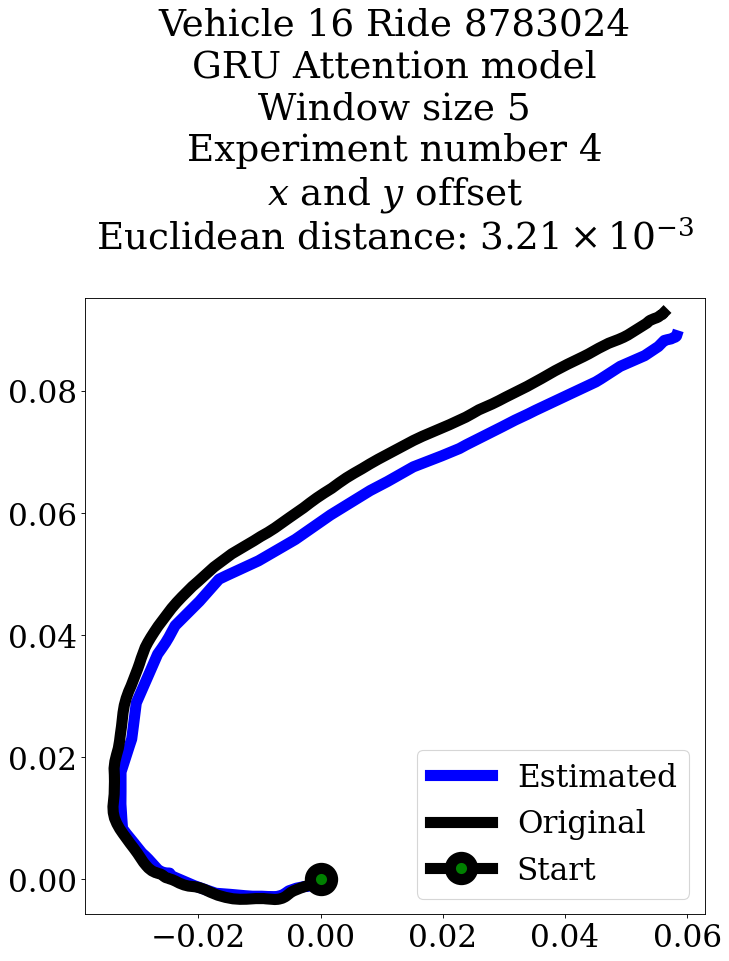 Vehicle 16 Ride 8783024
GRU Attention model
Window size 5
Experiment number 4
x and y offset
Euclidean distance: 3.21 × 10⁻³
0.08
0.06
0.04
0.02
0.00
Estimated
Original
Start
−0.02 0.00 0.02 0.04 0.06